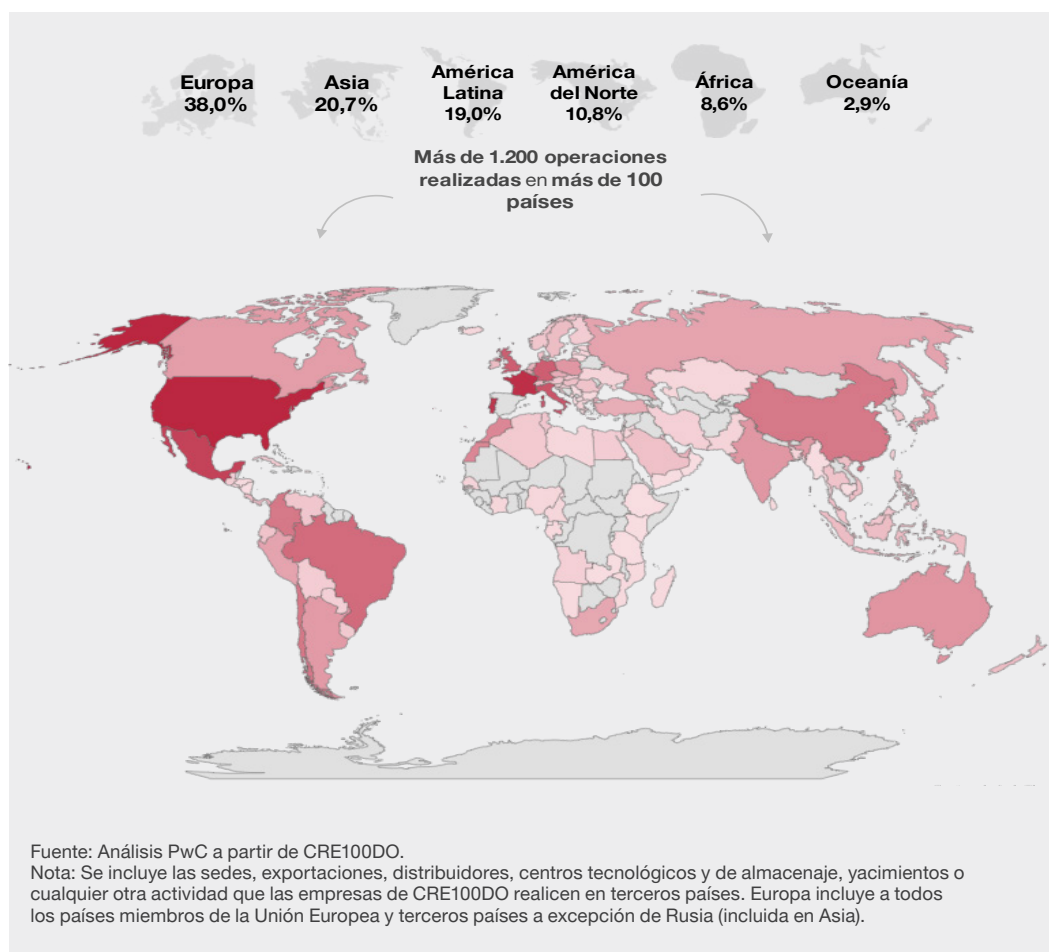 Europa
38,0%
Asia
20,7%
América
Latina
19,0%
América
del Norte
10,8%
África
8,6%
Oceanía
2,9%
Más de 1.200 operaciones
realizadas en más de 100
países
Fuente: Análisis PwC a partir de CRE100DO.
Nota: Se incluye las sedes, exportaciones, distribuidores, centros tecnológicos y de almacenaje, yacimientos o
cualquier otra actividad que las empresas de CRE100DO realicen en terceros países. Europa incluye a todos
los países miembros de la Unión Europea y terceros países a excepción de Rusia (incluida en Asia).